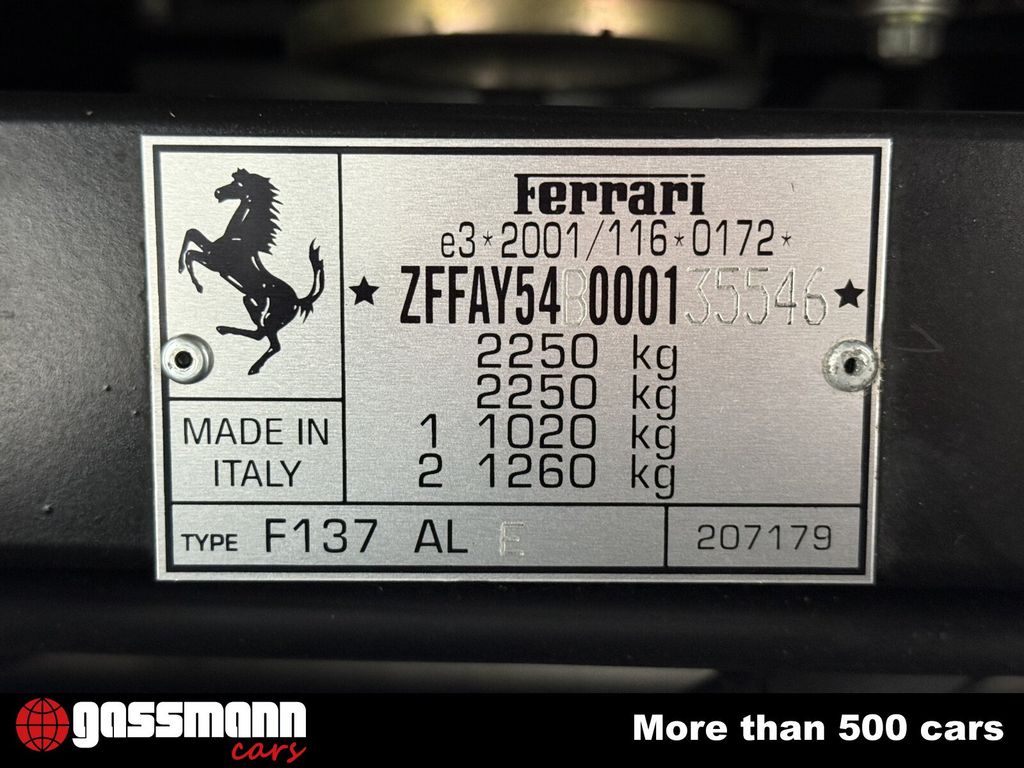 Ferrari
e3*2001/116*0172*
★ ZFFAY54B000135546 ★
2250 kg
2250 kg
1 1020 kg
2 1260 kg
MADE IN
ITALY
TYPE F137 AL E
207179
gassmann
cars
More than 500 cars